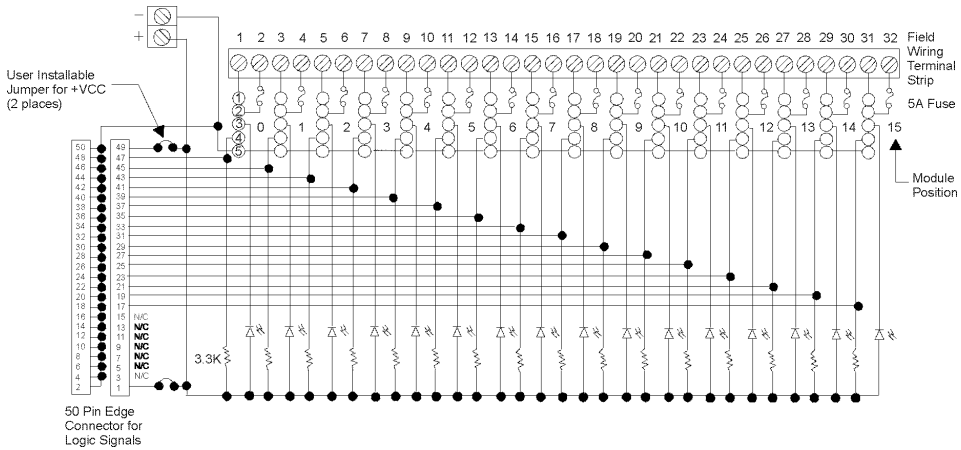 −
+
1 2 3 4 5 6 7 8 9 10 11 12 13 14 15 16 17 18 19 20 21 22 23 24 25 26 27 28 29 30 31 32
Field
Wiring
Terminal
Strip
User Installable
Jumper for +VCC
(2 places)
5A Fuse
1
2
3
4
5
0 1 2 3 4 5 6 7 8 9 10 11 12 13 14 15
Module
Position
50 49
48 47
46 45
44 43
42 41
40 39
38 37
36 35
34 33
32 31
30 29
28 27
26 25
24 23
22 21
20 19
18 17
16 15 N/C
14 13 N/C
12 11 N/C
10 9 N/C
8 7 N/C
6 5 N/C
4 3 N/C
2 1
3.3K
50 Pin Edge
Connector for
Logic Signals